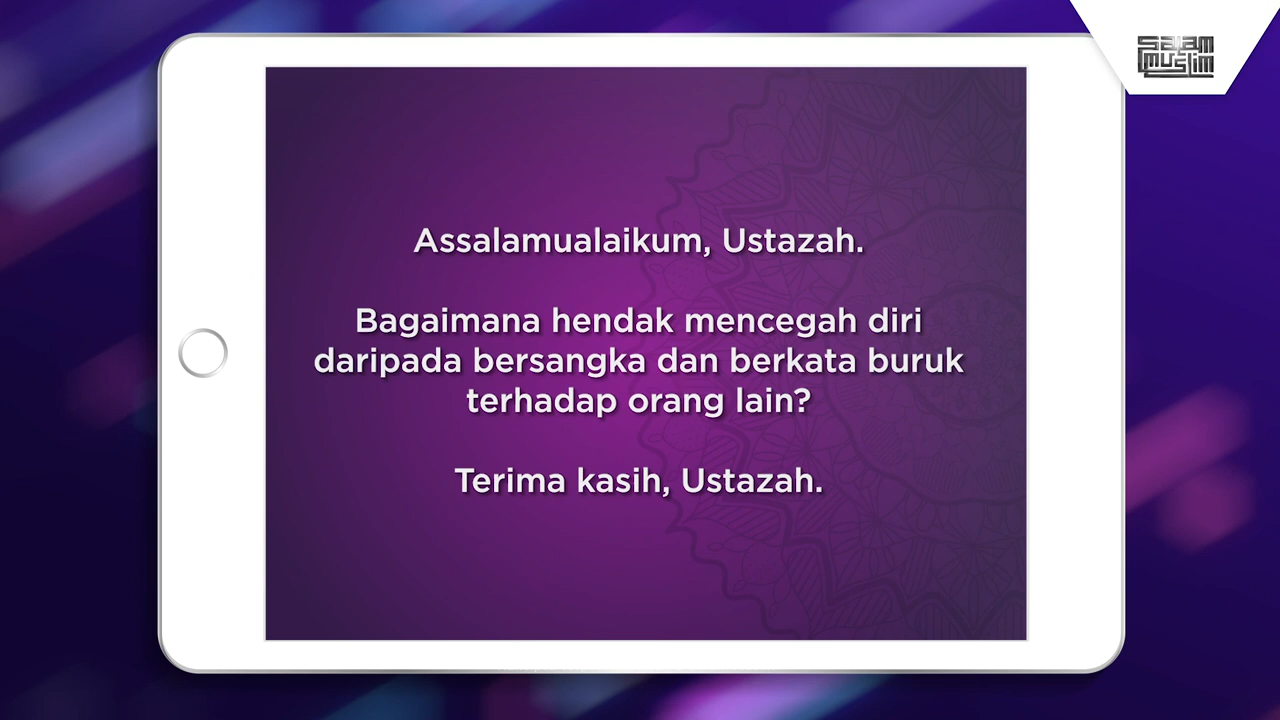 salam
muslim
Assalamualaikum, Ustazah.
Bagaimana hendak mencegah diri
daripada bersangka dan berkata buruk
terhadap orang lain?
Terima kasih, Ustazah.